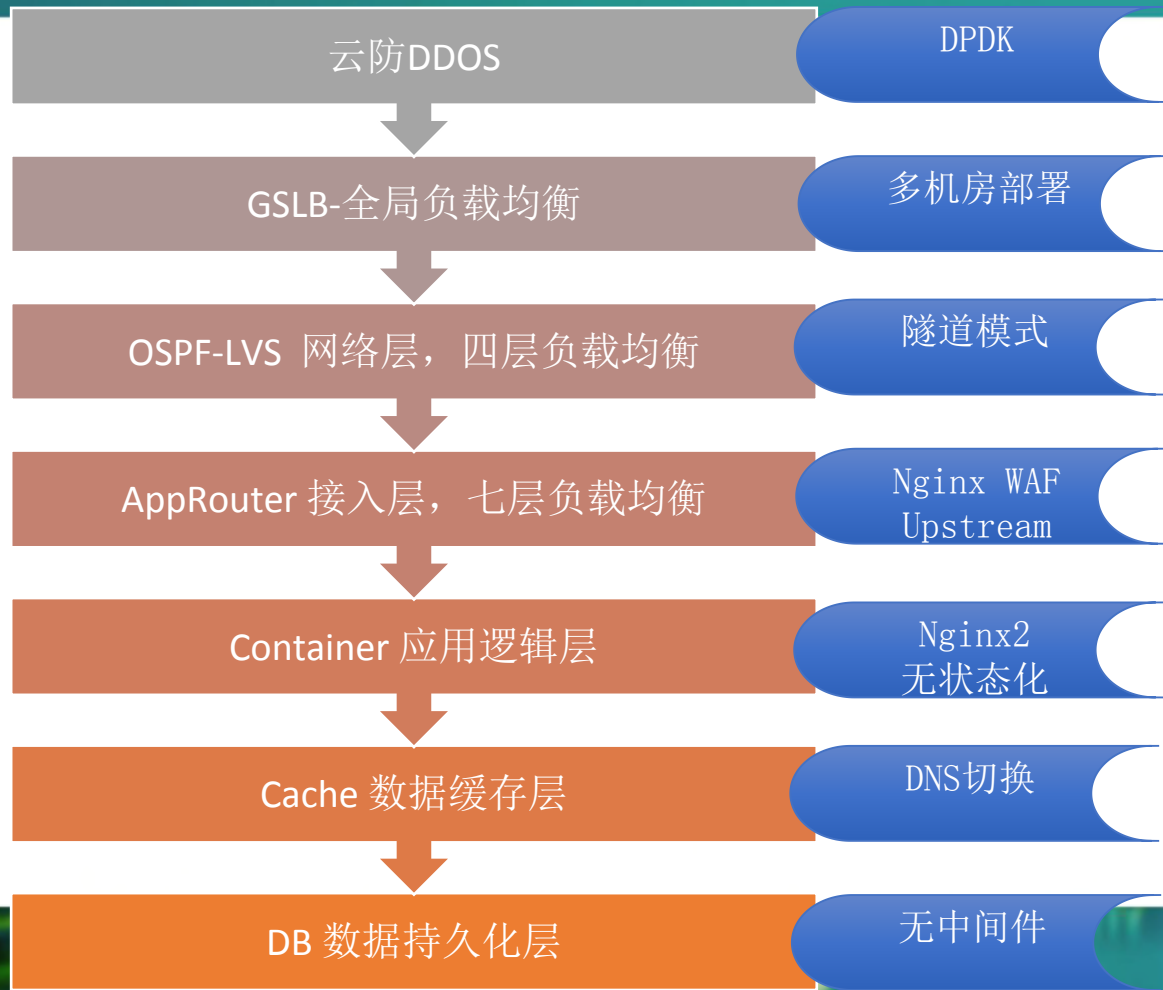 云防DDOS
DPDK
GSLB-全局负载均衡
多机房部署
OSPF-LVS 网络层，四层负载均衡
隧道模式
AppRouter 接入层，七层负载均衡
Nginx WAF
Upstream
Container 应用逻辑层
Nginx2
无状态化
Cache 数据缓存层
DNS切换
DB 数据持久化层
无中间件